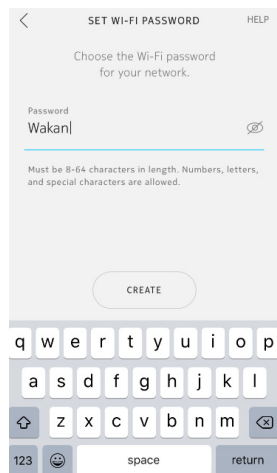 SET WI-FI PASSWORD HELP
Choose the Wi-Fi password
for your network.
Password
Wakan
Must be 8-64 characters in length. Numbers, letters,
and special characters are allowed.
CREATE
q w e r t y u i o p
a s d f g h j k l
z x c v b n m
123 space return